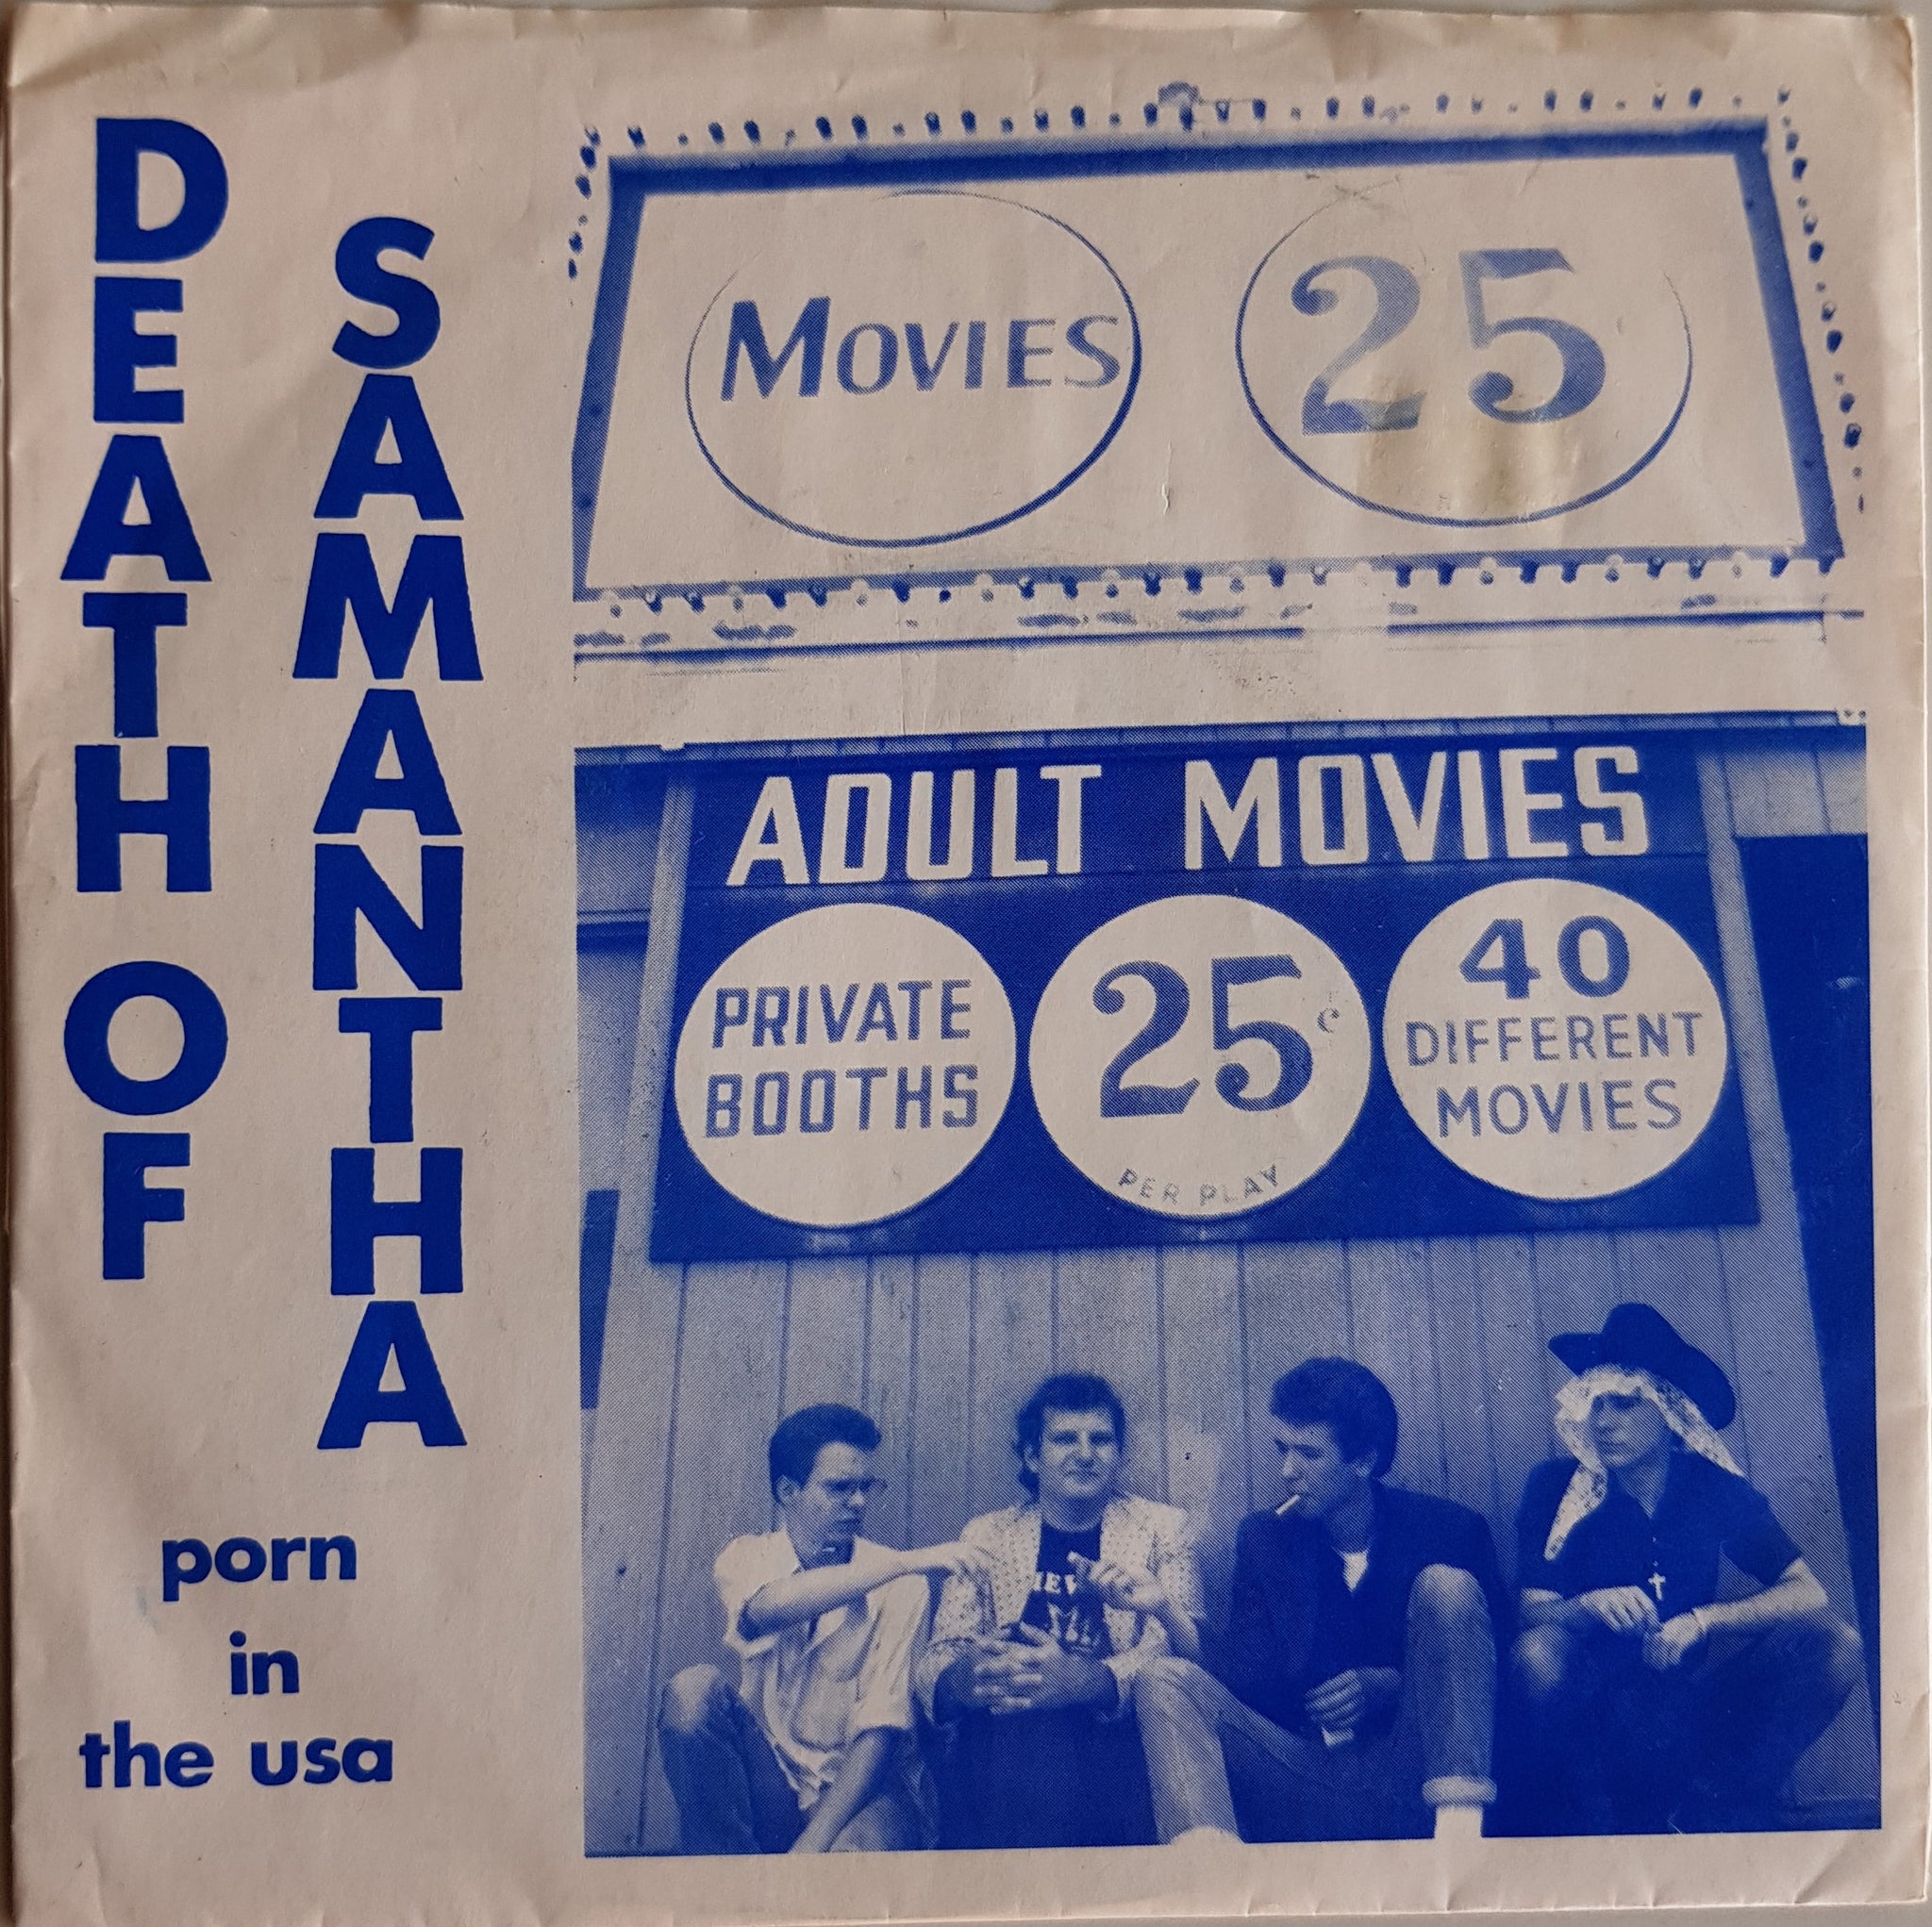 DEATH OF
SAMANTHA
porn
in
the usa
MOVIES
25
ADULT MOVIES
PRIVATE
BOOTHS
25¢
PER PLAY
40
DIFFERENT
MOVIES